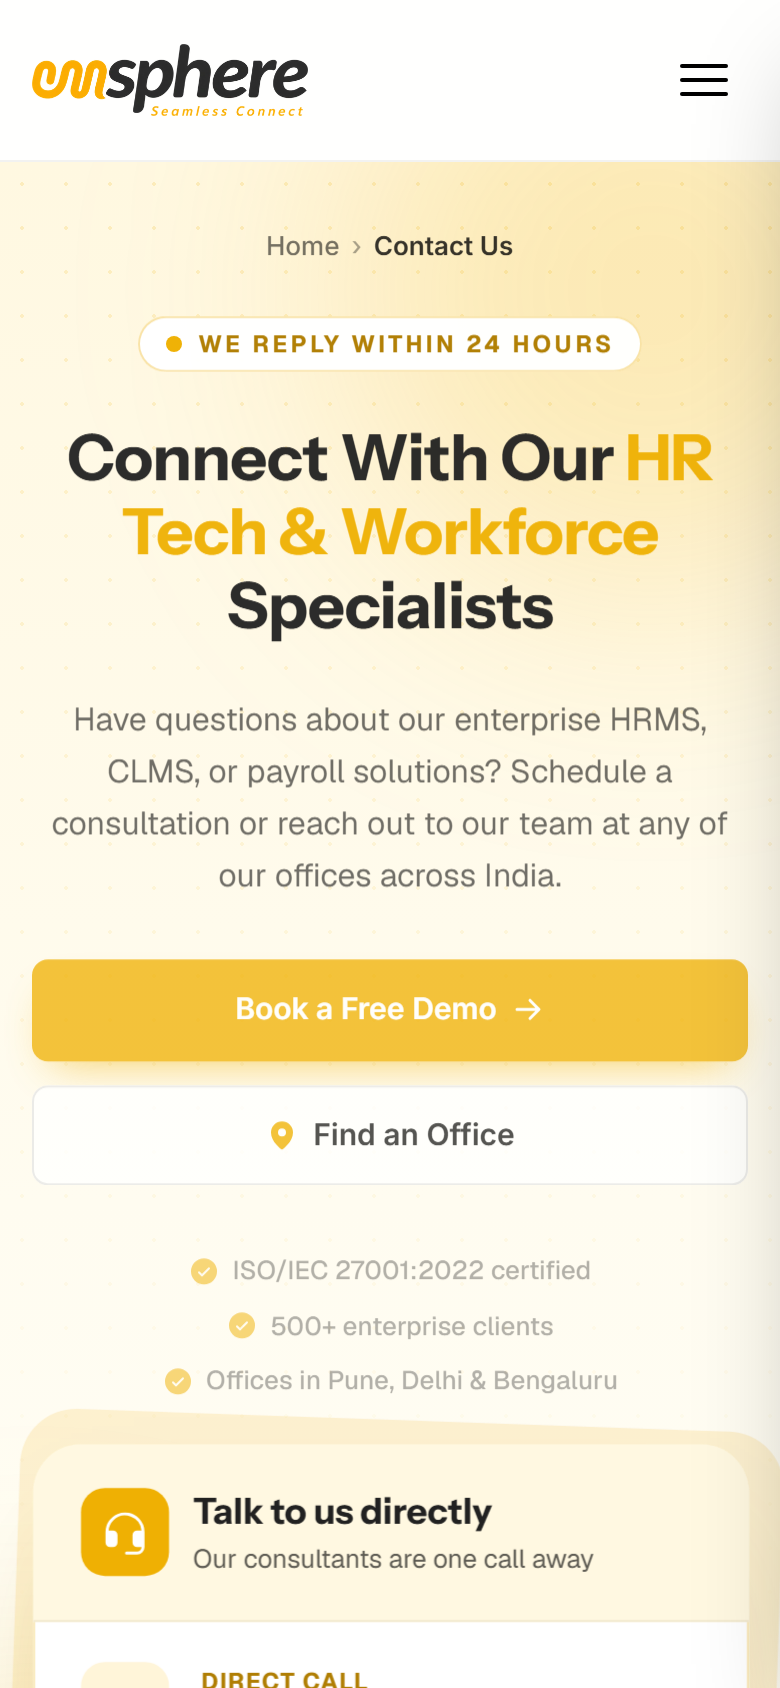 omsphere
Seamless Connect
Home › Contact Us
WE REPLY WITHIN 24 HOURS
Connect With Our HR
Tech & Workforce
Specialists
Have questions about our enterprise HRMS,
CLMS, or payroll solutions? Schedule a
consultation or reach out to our team at any of
our offices across India.
Book a Free Demo →
Find an Office
ISO/IEC 27001:2022 certified
500+ enterprise clients
Offices in Pune, Delhi & Bengaluru
Talk to us directly
Our consultants are one call away
DIRECT CALL